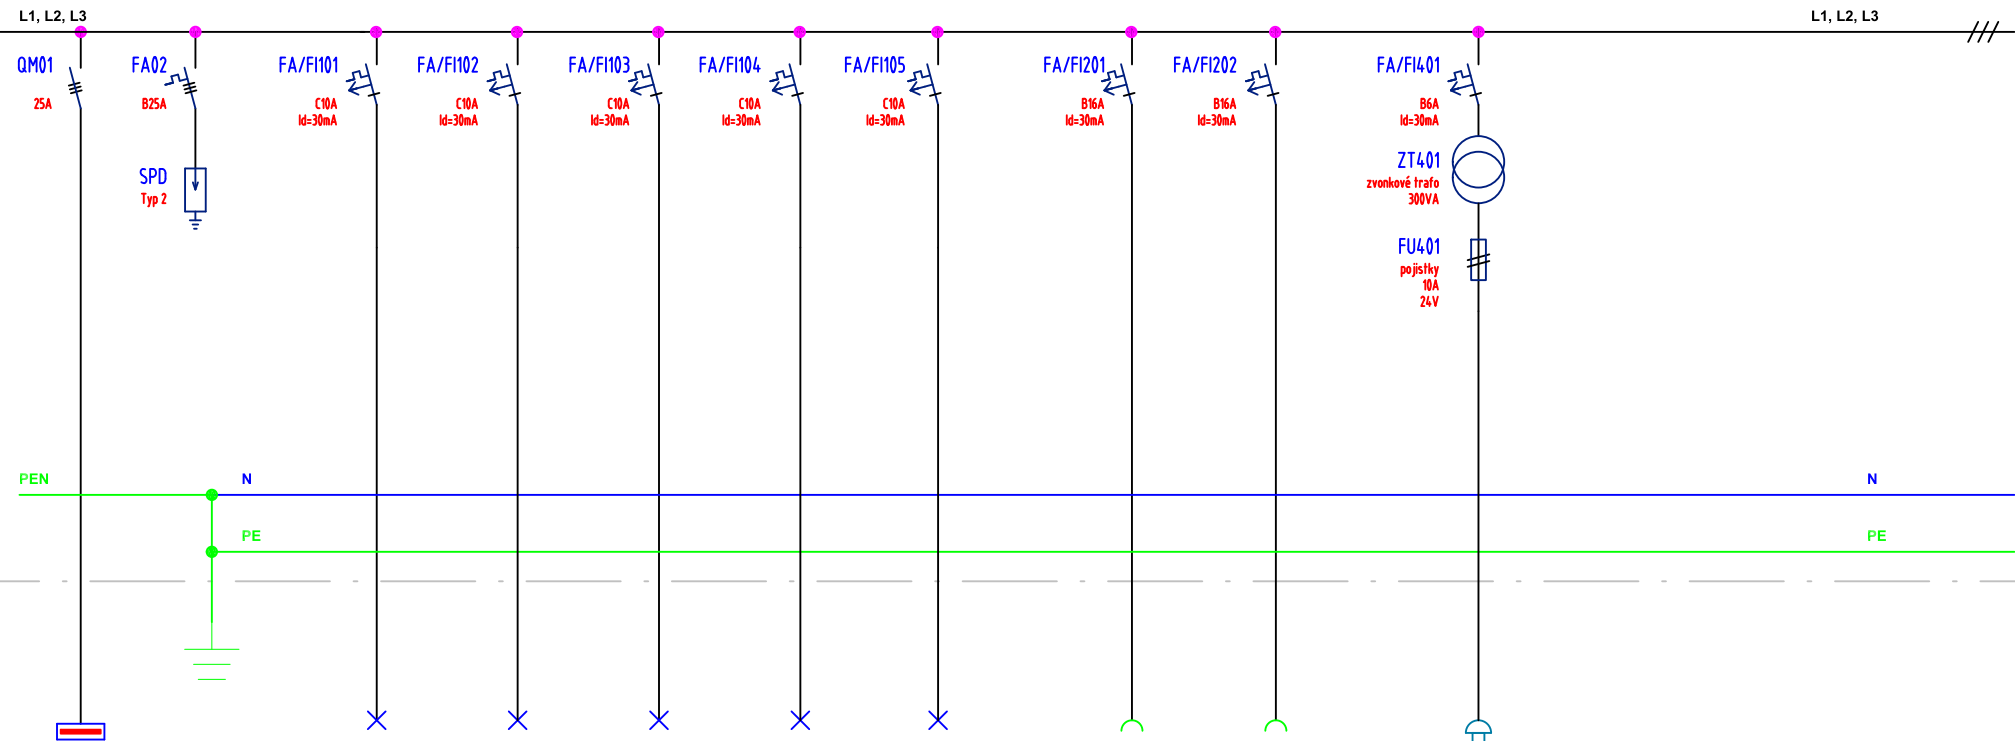 L1, L2, L3
L1, L2, L3
QM01
25A
FA02
B25A
SPD
Typ 2
FA/FI101
C10A
Id=30mA
FA/FI102
C10A
Id=30mA
FA/FI103
C10A
Id=30mA
FA/FI104
C10A
Id=30mA
FA/FI105
C10A
Id=30mA
FA/FI201
B16A
Id=30mA
FA/FI202
B16A
Id=30mA
FA/FI401
B6A
Id=30mA
ZT401
zvonkové trafo
300VA
FU401
pojistky
10A
24V
PEN
N
N
PE
PE